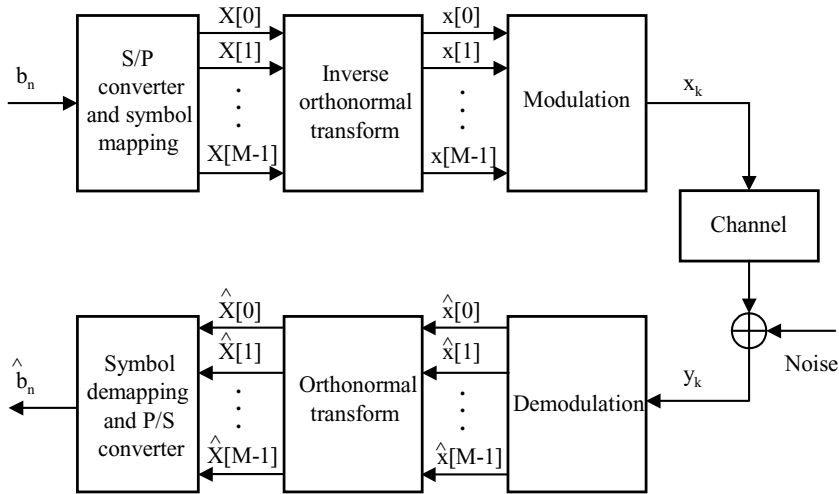 b_n
S/P
converter
and symbol
mapping
X[0]
X[1]
X[M-1]
Inverse
orthonormal
transform
x[0]
x[1]
x[M-1]
Modulation
x_k
Channel
Noise
y_k
Demodulation
x̂[0]
x̂[1]
x̂[M-1]
Orthonormal
transform
X̂[0]
X̂[1]
X̂[M-1]
Symbol
demapping
and P/S
converter
b̂_n